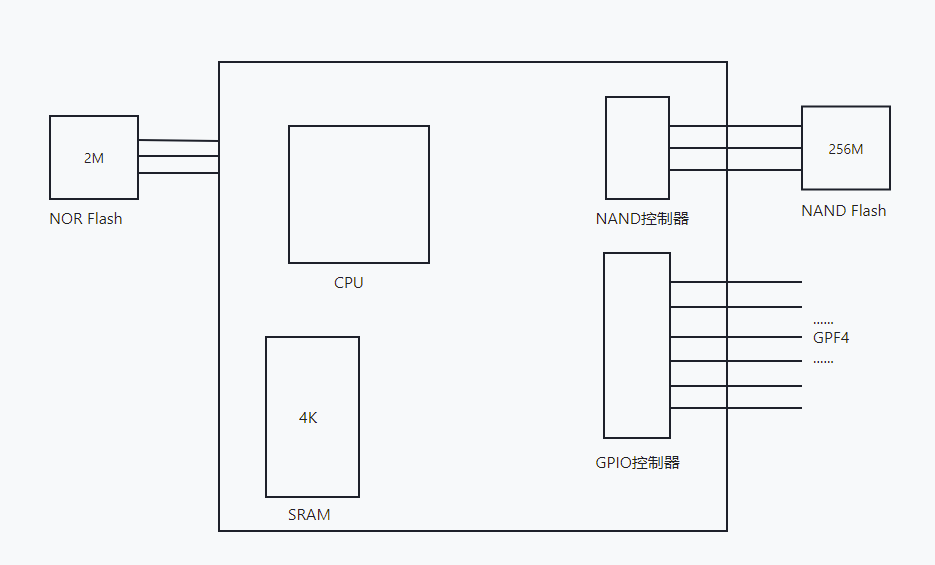 2M
NOR Flash
CPU
4K
SRAM
NAND控制器
256M
NAND Flash
......
GPF4
......
GPIO控制器